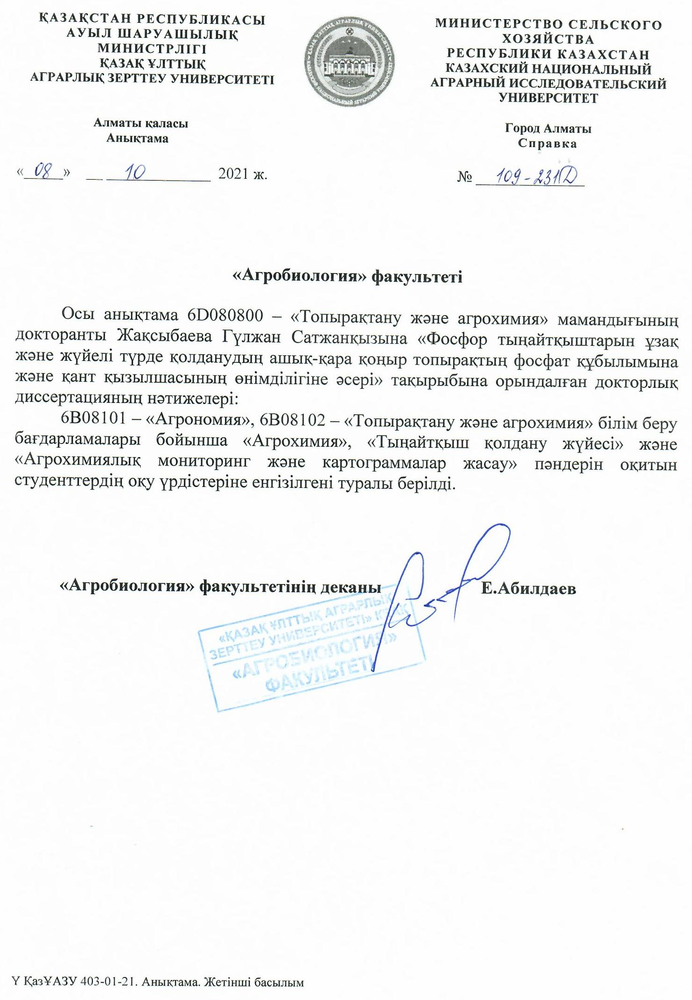 ҚАЗАҚСТАН РЕСПУБЛИКАСЫ
АУЫЛ ШАРУАШЫЛЫҚ
МИНИСТРЛІГІ
ҚАЗАҚ ҰЛТТЫҚ
АГРАРЛЫҚ ЗЕРТТЕУ УНИВЕРСИТЕТІ
Алматы қаласы
Анықтама
«08» 10 2021 ж.
МИНИСТЕРСТВО СЕЛЬСКОГО
ХОЗЯЙСТВА
РЕСПУБЛИКИ КАЗАХСТАН
КАЗАХСКИЙ НАЦИОНАЛЬНЫЙ
АГРАРНЫЙ ИССЛЕДОВАТЕЛЬСКИЙ
УНИВЕРСИТЕТ
Город Алматы
Справка
№ 109-231Д
«Агробиология» факультеті
Осы анықтама 6D080800 – «Топырақтану және агрохимия» мамандығының
докторанты Жақсыбаева Гүлжан Сатжанқызына «Фосфор тыңайтқыштарын ұзақ
және жүйелі түрде қолданудың ашық-қара қоңыр топырақтың фосфат құбылымына
және қант қызылшасының өнімділігіне әсері» тақырыбына орындалған докторлық
диссертацияның нәтижелері:
6В08101 – «Агрономия», 6В08102 – «Топырақтану және агрохимия» білім беру
бағдарламалары бойынша «Агрохимия», «Тыңайтқыш қолдану жүйесі» және
«Агрохимиялық мониторинг және картограммалар жасау» пәндерін оқитын
студенттердің оқу үрдістеріне енгізілгені туралы берілді.
«Агробиология» факультетінің деканы Е.Абилдаев
«ҚАЗАҚ ҰЛТТЫҚ АГРАРЛЫҚ
ЗЕРТТЕУ УНИВЕРСИТЕТІ» КЕАҚ
«АГРОБИОЛОГИЯ»
ФАКУЛЬТЕТІ
Ү ҚазҰАЗУ 403-01-21. Анықтама. Жетінші басылым